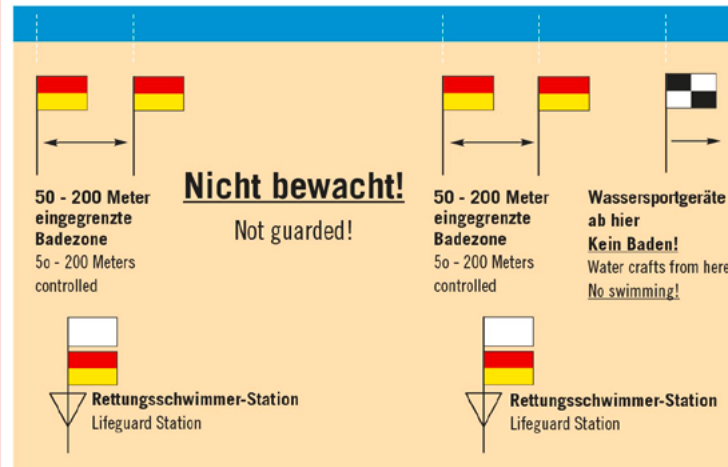 50 - 200 Meter
eingegrenzte
Badezone
5o - 200 Meters
controlled
Nicht bewacht!
Not guarded!
50 - 200 Meter
eingegrenzte
Badezone
5o - 200 Meters
controlled
Wassersportgeräte
ab hier
Kein Baden!
Water crafts from here
No swimming!
Rettungsschwimmer-Station
Lifeguard Station
Rettungsschwimmer-Station
Lifeguard Station